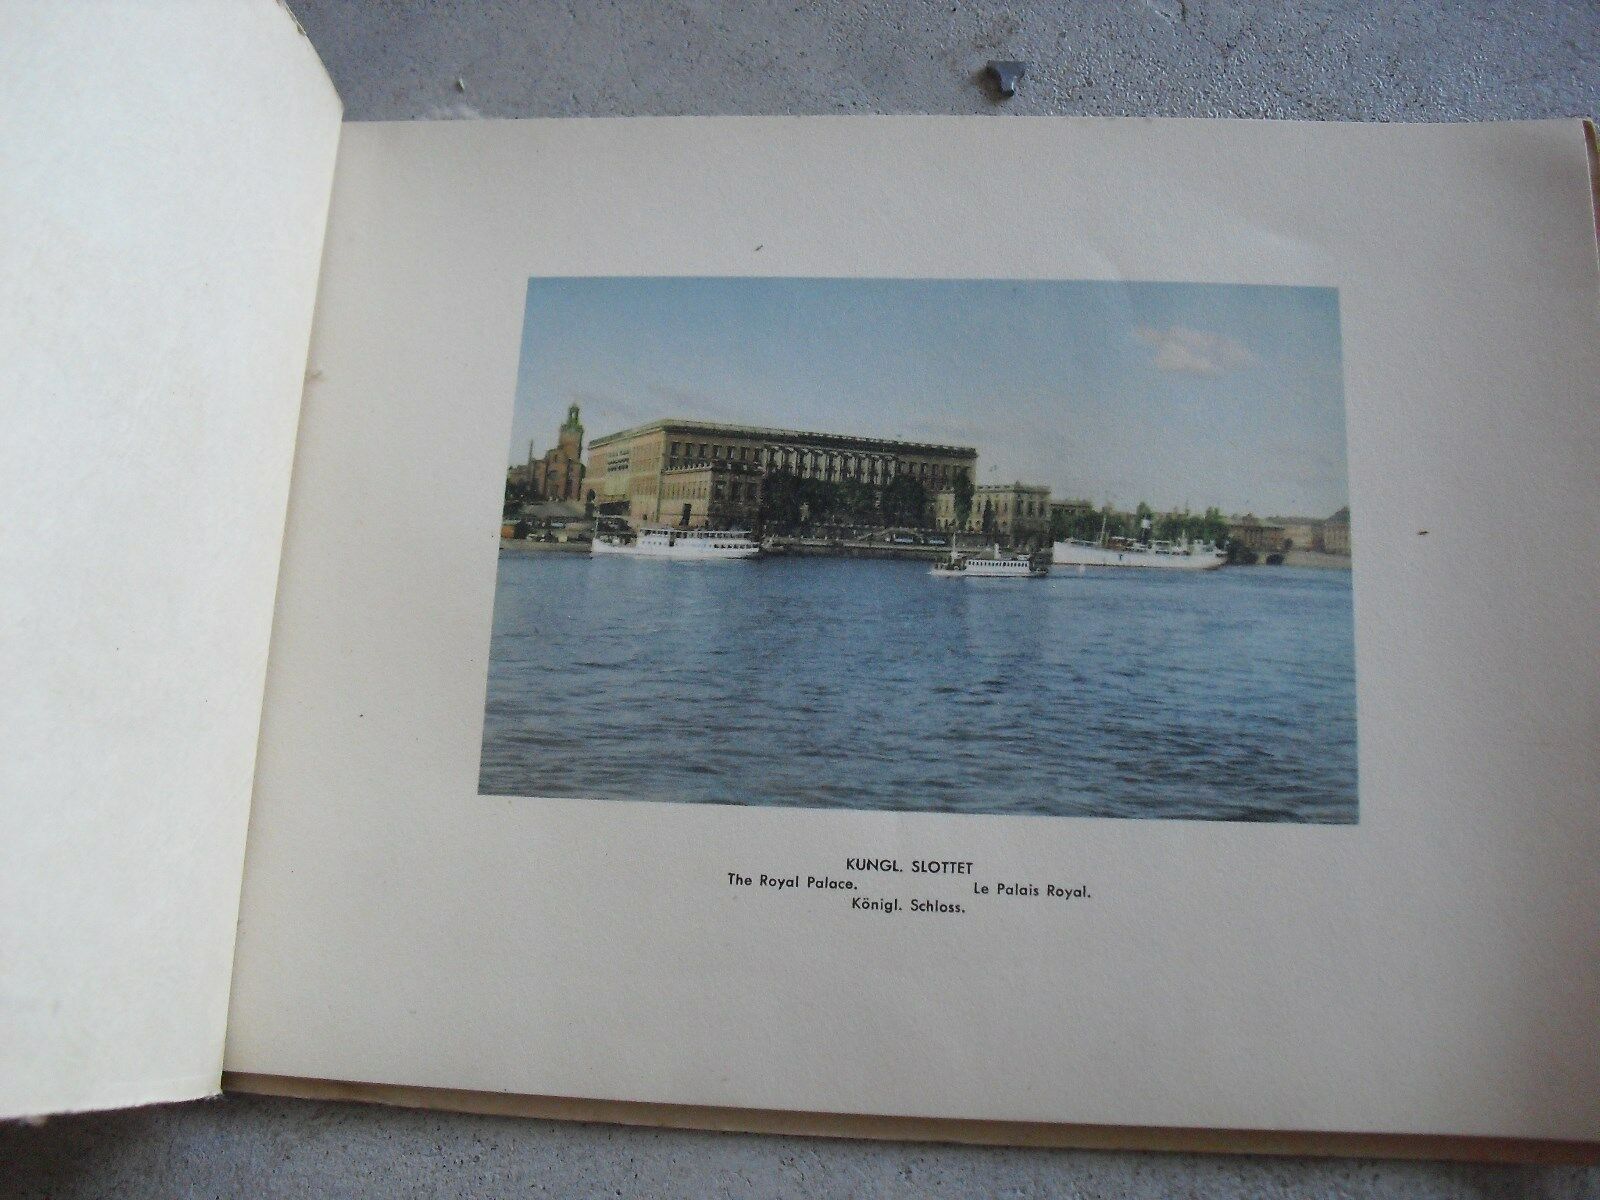 KUNGL. SLOTTET
The Royal Palace. Le Palais Royal.
Königl. Schloss.